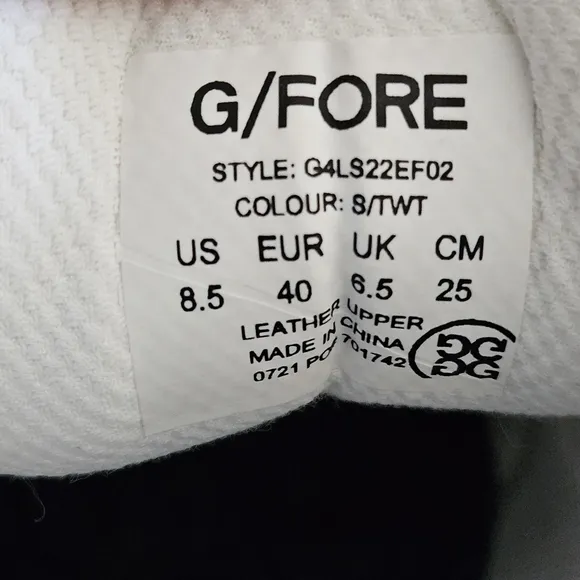 G/FORE
STYLE: G4LS22EF02
COLOUR: S/TWT
US EUR UK CM
8.5 40 6.5 25
LEATHER UPPER
MADE IN CHINA
0721 701742